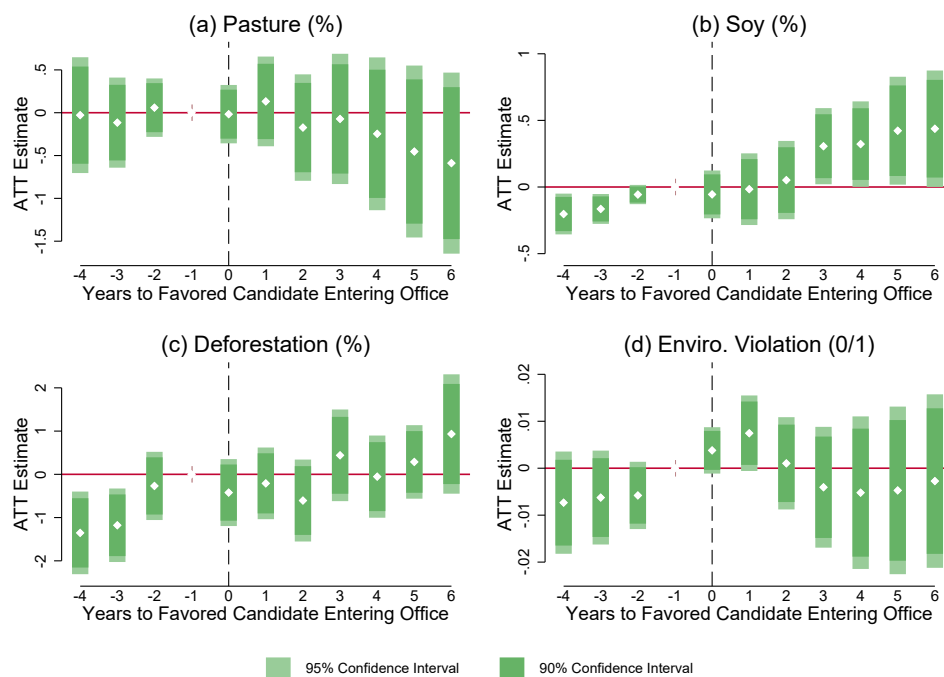 (a) Pasture (%)
ATT Estimate
.5
0
-.5
-1
-1.5
-4 -3 -2 -1 0 1 2 3 4 5 6
Years to Favored Candidate Entering Office
(b) Soy (%)
ATT Estimate
1
.5
0
-.5
-4 -3 -2 -1 0 1 2 3 4 5 6
Years to Favored Candidate Entering Office
(c) Deforestation (%)
ATT Estimate
2
1
0
-1
-2
-4 -3 -2 -1 0 1 2 3 4 5 6
Years to Favored Candidate Entering Office
(d) Enviro. Violation (0/1)
ATT Estimate
.02
.01
0
-.01
-.02
-4 -3 -2 -1 0 1 2 3 4 5 6
Years to Favored Candidate Entering Office
95% Confidence Interval
90% Confidence Interval